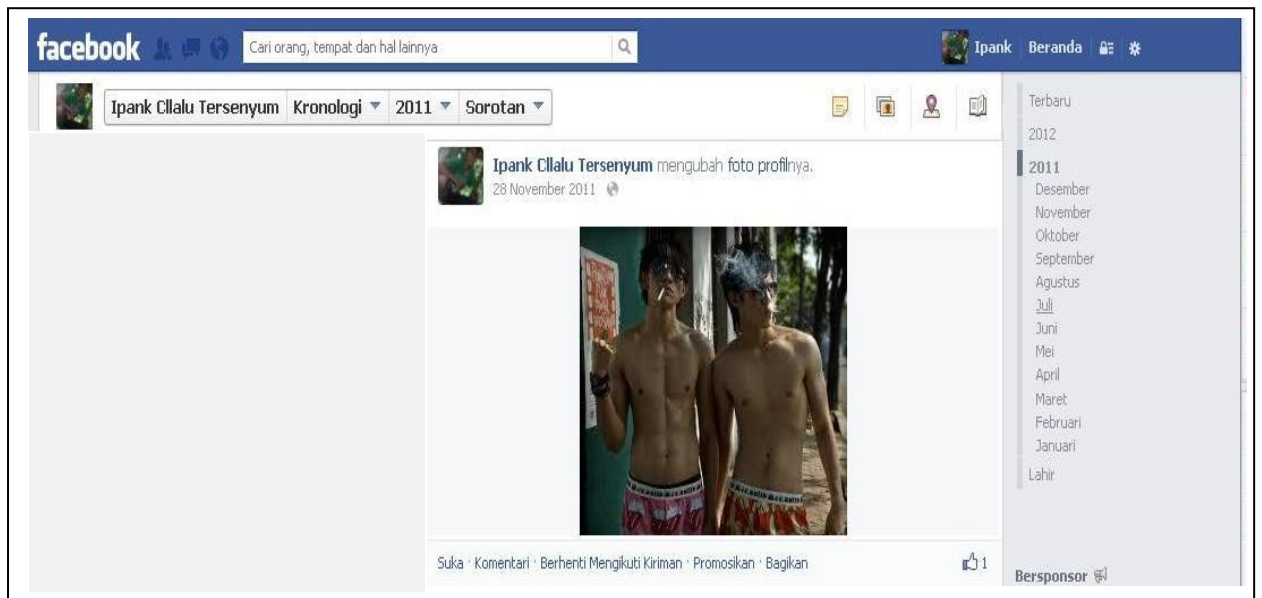 facebook
Cari orang, tempat dan hal lainnya
Ipank Beranda
Ipank Cllalu Tersenyum Kronologi 2011 Sorotan
Ipank Cllalu Tersenyum mengubah foto profilnya.
28 November 2011
Suka · Komentari · Berhenti Mengikuti Kiriman · Promosikan · Bagikan
1
Terbaru
2012
2011
Desember
November
Oktober
September
Agustus
Juli
Juni
Mei
April
Maret
Februari
Januari
Lahir
Bersponsor